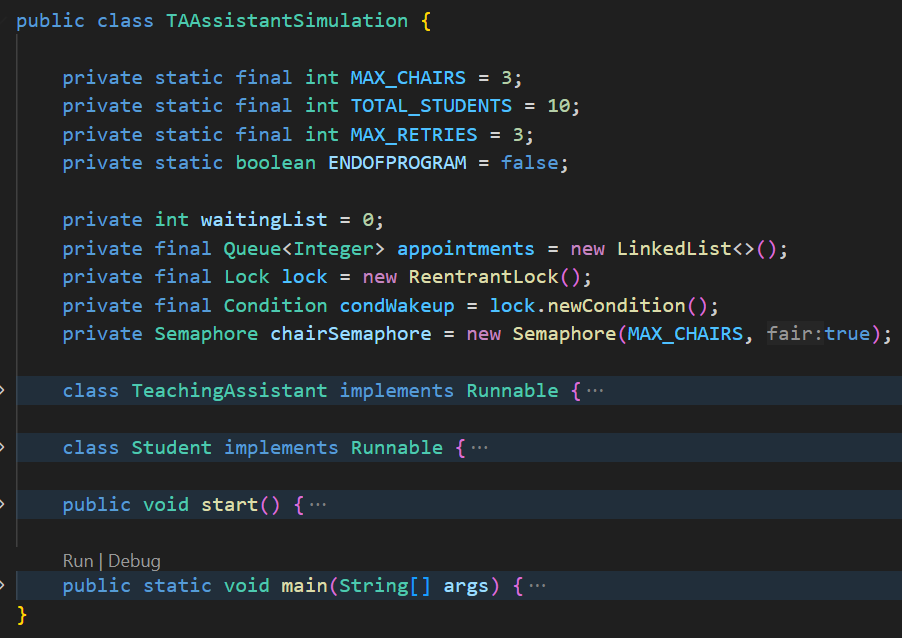 public class TAAssistantSimulation {
private static final int MAX_CHAIRS = 3;
private static final int TOTAL_STUDENTS = 10;
private static final int MAX_RETRIES = 3;
private static boolean ENDOFPROGRAM = false;
private int waitingList = 0;
private final Queue<Integer> appointments = new LinkedList<>();
private final Lock lock = new ReentrantLock();
private final Condition condWakeup = lock.newCondition();
private Semaphore chairSemaphore = new Semaphore(MAX_CHAIRS, fair:true);
class TeachingAssistant implements Runnable {···
class Student implements Runnable {···
public void start() {···
Run | Debug
public static void main(String[] args) {···
}